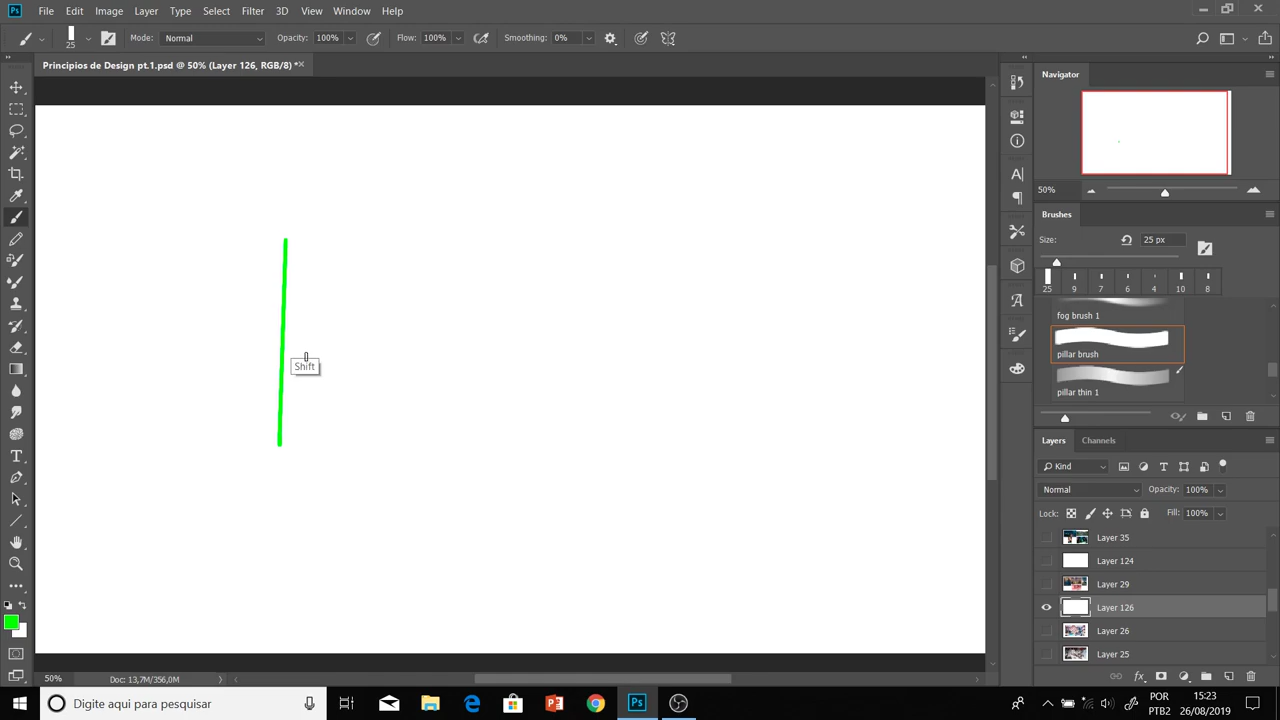 Ps File Edit Image Layer Type Select Filter 3D View Window Help
25 Mode: Normal Opacity: 100% Flow: 100% Smoothing: 0%
Principios de Design pt.1.psd @ 50% (Layer 126, RGB/8) *
Navigator
50%
Brushes
Size: 25 px
25 9 7 6 4 10 8
fog brush 1
pillar brush
pillar thin 1
Shift
Layers Channels
Kind
Normal Opacity: 100%
Lock: Fill: 100%
Layer 35
Layer 124
Layer 29
Layer 126
Layer 26
Layer 25
50% Doc: 13,7M/356,0M
Digite aqui para pesquisar
Ps
POR
PTB2
15:23
26/08/2019